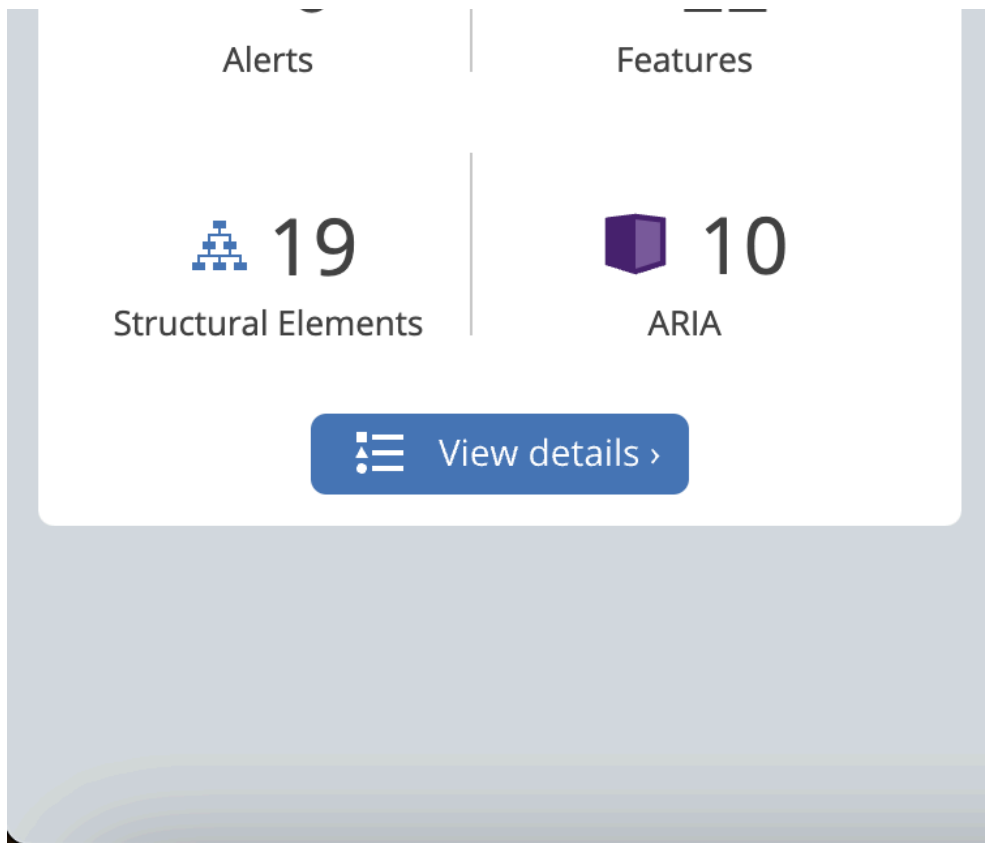 Alerts
Features
19
10
Structural Elements
ARIA
View details ›